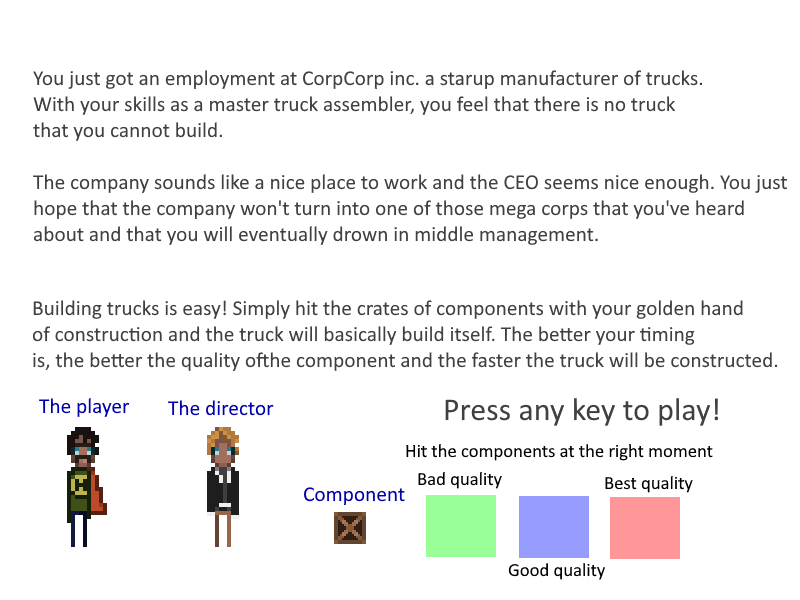 You just got an employment at CorpCorp inc. a starup manufacturer of trucks.
With your skills as a master truck assembler, you feel that there is no truck
that you cannot build.
The company sounds like a nice place to work and the CEO seems nice enough. You just
hope that the company won't turn into one of those mega corps that you've heard
about and that you will eventually drown in middle management.
Building trucks is easy! Simply hit the crates of components with your golden hand
of construction and the truck will basically build itself. The better your timing
is, the better the quality ofthe component and the faster the truck will be constructed.
The player
The director
Press any key to play!
Hit the components at the right moment
Component
Bad quality
Best quality
Good quality
C